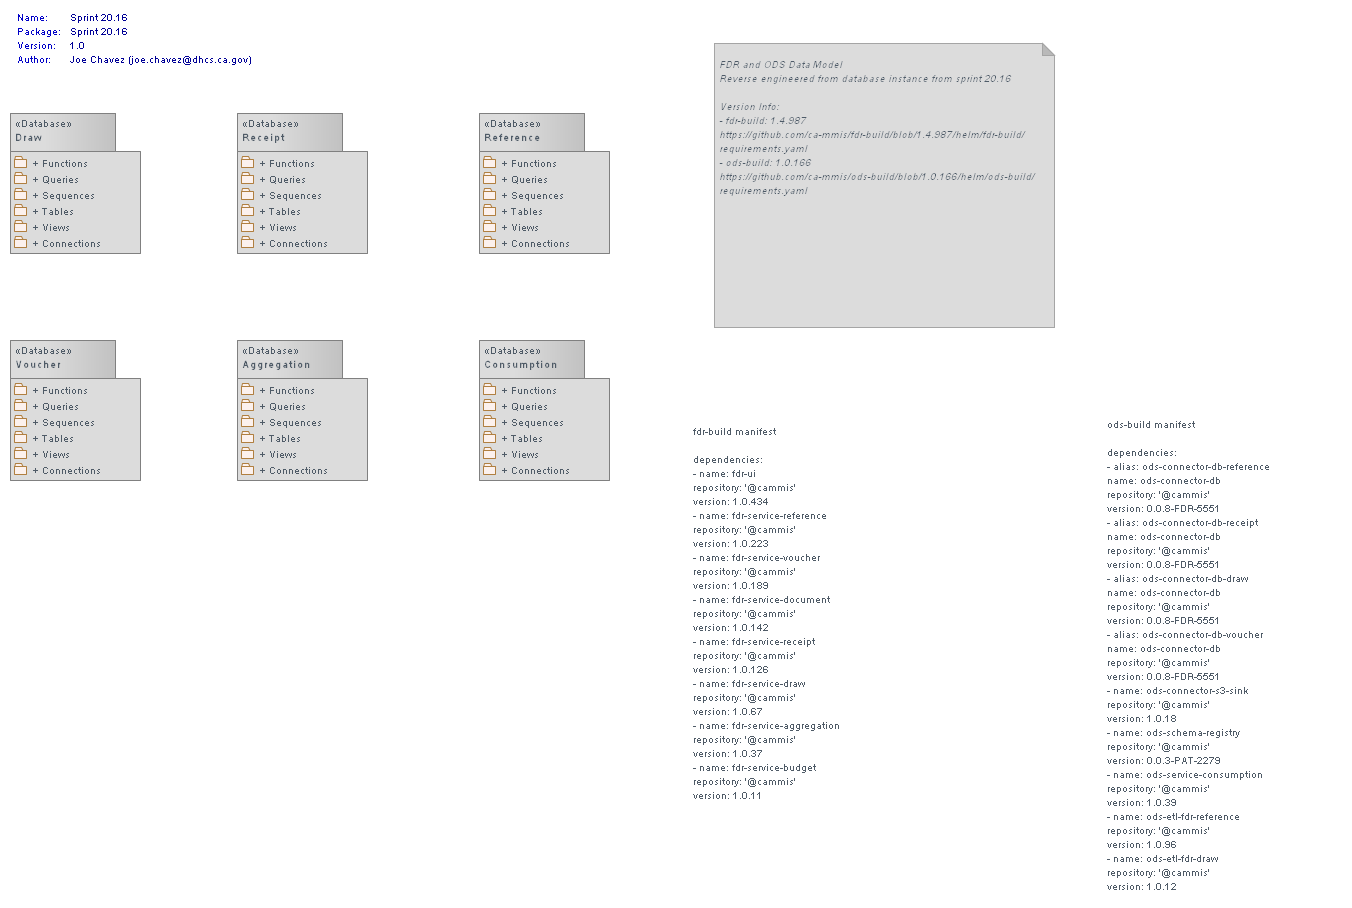 Name: Sprint 20.16
Package: Sprint 20.16
Version: 1.0
Author: Joe Chavez (joe.chavez@dhcs.ca.gov)
«Database»
Draw
+ Functions
+ Queries
+ Sequences
+ Tables
+ Views
+ Connections
«Database»
Receipt
+ Functions
+ Queries
+ Sequences
+ Tables
+ Views
+ Connections
«Database»
Reference
+ Functions
+ Queries
+ Sequences
+ Tables
+ Views
+ Connections
FDR and ODS Data Model
Reverse engineered from database instance from sprint 20.16
Version Info:
- fdr-build: 1.4.987
https://github.com/ca-mmis/fdr-build/blob/1.4.987/helm/fdr-build/
requirements.yaml
- ods-build: 1.0.166
https://github.com/ca-mmis/ods-build/blob/1.0.166/helm/ods-build/
requirements.yaml
«Database»
Voucher
+ Functions
+ Queries
+ Sequences
+ Tables
+ Views
+ Connections
«Database»
Aggregation
+ Functions
+ Queries
+ Sequences
+ Tables
+ Views
+ Connections
«Database»
Consumption
+ Functions
+ Queries
+ Sequences
+ Tables
+ Views
+ Connections
fdr-build manifest
dependencies:
- name: fdr-ui
repository: '@cammis'
version: 1.0.434
- name: fdr-service-reference
repository: '@cammis'
version: 1.0.223
- name: fdr-service-voucher
repository: '@cammis'
version: 1.0.189
- name: fdr-service-document
repository: '@cammis'
version: 1.0.142
- name: fdr-service-receipt
repository: '@cammis'
version: 1.0.126
- name: fdr-service-draw
repository: '@cammis'
version: 1.0.67
- name: fdr-service-aggregation
repository: '@cammis'
version: 1.0.37
- name: fdr-service-budget
repository: '@cammis'
version: 1.0.11
ods-build manifest
dependencies:
- alias: ods-connector-db-reference
name: ods-connector-db
repository: '@cammis'
version: 0.0.8-FDR-5551
- alias: ods-connector-db-receipt
name: ods-connector-db
repository: '@cammis'
version: 0.0.8-FDR-5551
- alias: ods-connector-db-draw
name: ods-connector-db
repository: '@cammis'
version: 0.0.8-FDR-5551
- alias: ods-connector-db-voucher
name: ods-connector-db
repository: '@cammis'
version: 0.0.8-FDR-5551
- name: ods-connector-s3-sink
repository: '@cammis'
version: 1.0.18
- name: ods-schema-registry
repository: '@cammis'
version: 0.0.3-PAT-2279
- name: ods-service-consumption
repository: '@cammis'
version: 1.0.39
- name: ods-etl-fdr-reference
repository: '@cammis'
version: 1.0.96
- name: ods-etl-fdr-draw
repository: '@cammis'
version: 1.0.12